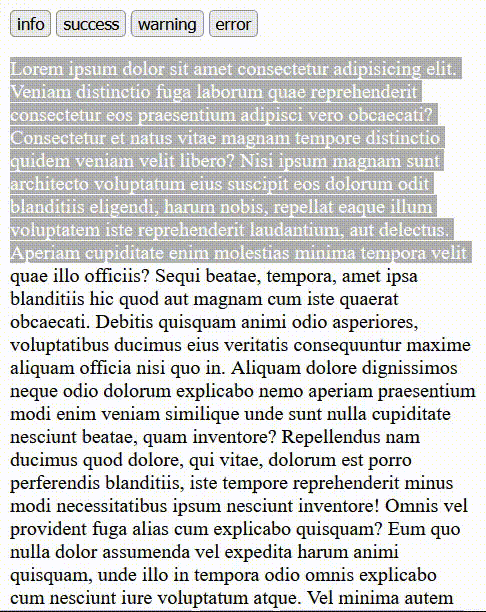 info success warning error
Lorem ipsum dolor sit amet consectetur adipisicing elit.
Veniam distinctio fuga laborum quae reprehenderit
consectetur eos praesentium adipisci vero obcaecati?
Consectetur et natus vitae magnam tempore distinctio
quidem veniam velit libero? Nisi ipsum magnam sunt
architecto voluptatum eius suscipit eos dolorum odit
blanditiis eligendi, harum nobis, repellat eaque illum
voluptatem iste reprehenderit laudantium, aut delectus.
Aperiam cupiditate enim molestias minima tempora velit
quae illo officiis? Sequi beatae, tempora, amet ipsa
blanditiis hic quod aut magnam cum iste quaerat
obcaecati. Debitis quisquam animi odio asperiores,
voluptatibus ducimus eius veritatis consequuntur maxime
aliquam officia nisi quo in. Aliquam dolore dignissimos
neque odio dolorum explicabo nemo aperiam praesentium
modi enim veniam similique unde sunt nulla cupiditate
nesciunt beatae, quam inventore? Repellendus nam
ducimus quod dolore, qui vitae, dolorum est porro
perferendis blanditiis, iste tempore reprehenderit minus
modi necessitatibus ipsum nesciunt inventore! Omnis vel
provident fuga alias cum explicabo quisquam? Eum quo
nulla dolor assumenda vel expedita harum animi
quisquam, unde illo in tempora odio omnis explicabo
cum nesciunt iure voluptatum atque. Vel minima autem